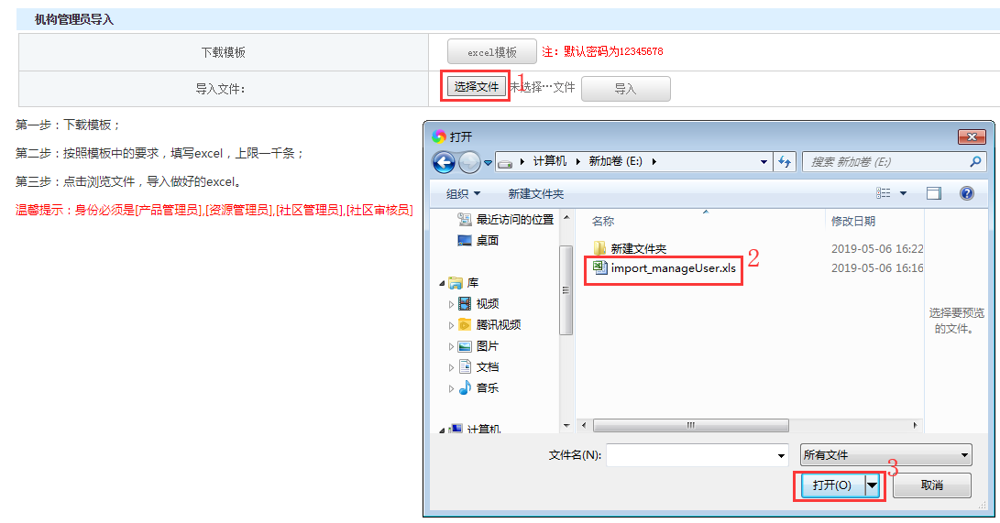 机构管理员导入
下载模板
excel模板 注：默认密码为12345678
导入文件：
选择文件 1 未选择…文件 导入
第一步：下载模板；
第二步：按照模板中的要求，填写excel，上限一千条；
第三步：点击浏览文件，导入做好的excel。
温馨提示：身份必须是[产品管理员],[资源管理员],[社区管理员],[社区审核员]
打开
计算机 新加卷 (E:) 搜索 新加卷 (E:)
组织 新建文件夹
最近访问的位置
桌面
库
视频
腾讯视频
图片
文档
音乐
计算机
名称 修改日期
新建文件夹 2019-05-06 16:22
import_manageUser.xls 2019-05-06 16:16
2
选择要预览
的文件。
文件名(N): 所有文件
打开(O) 3 取消